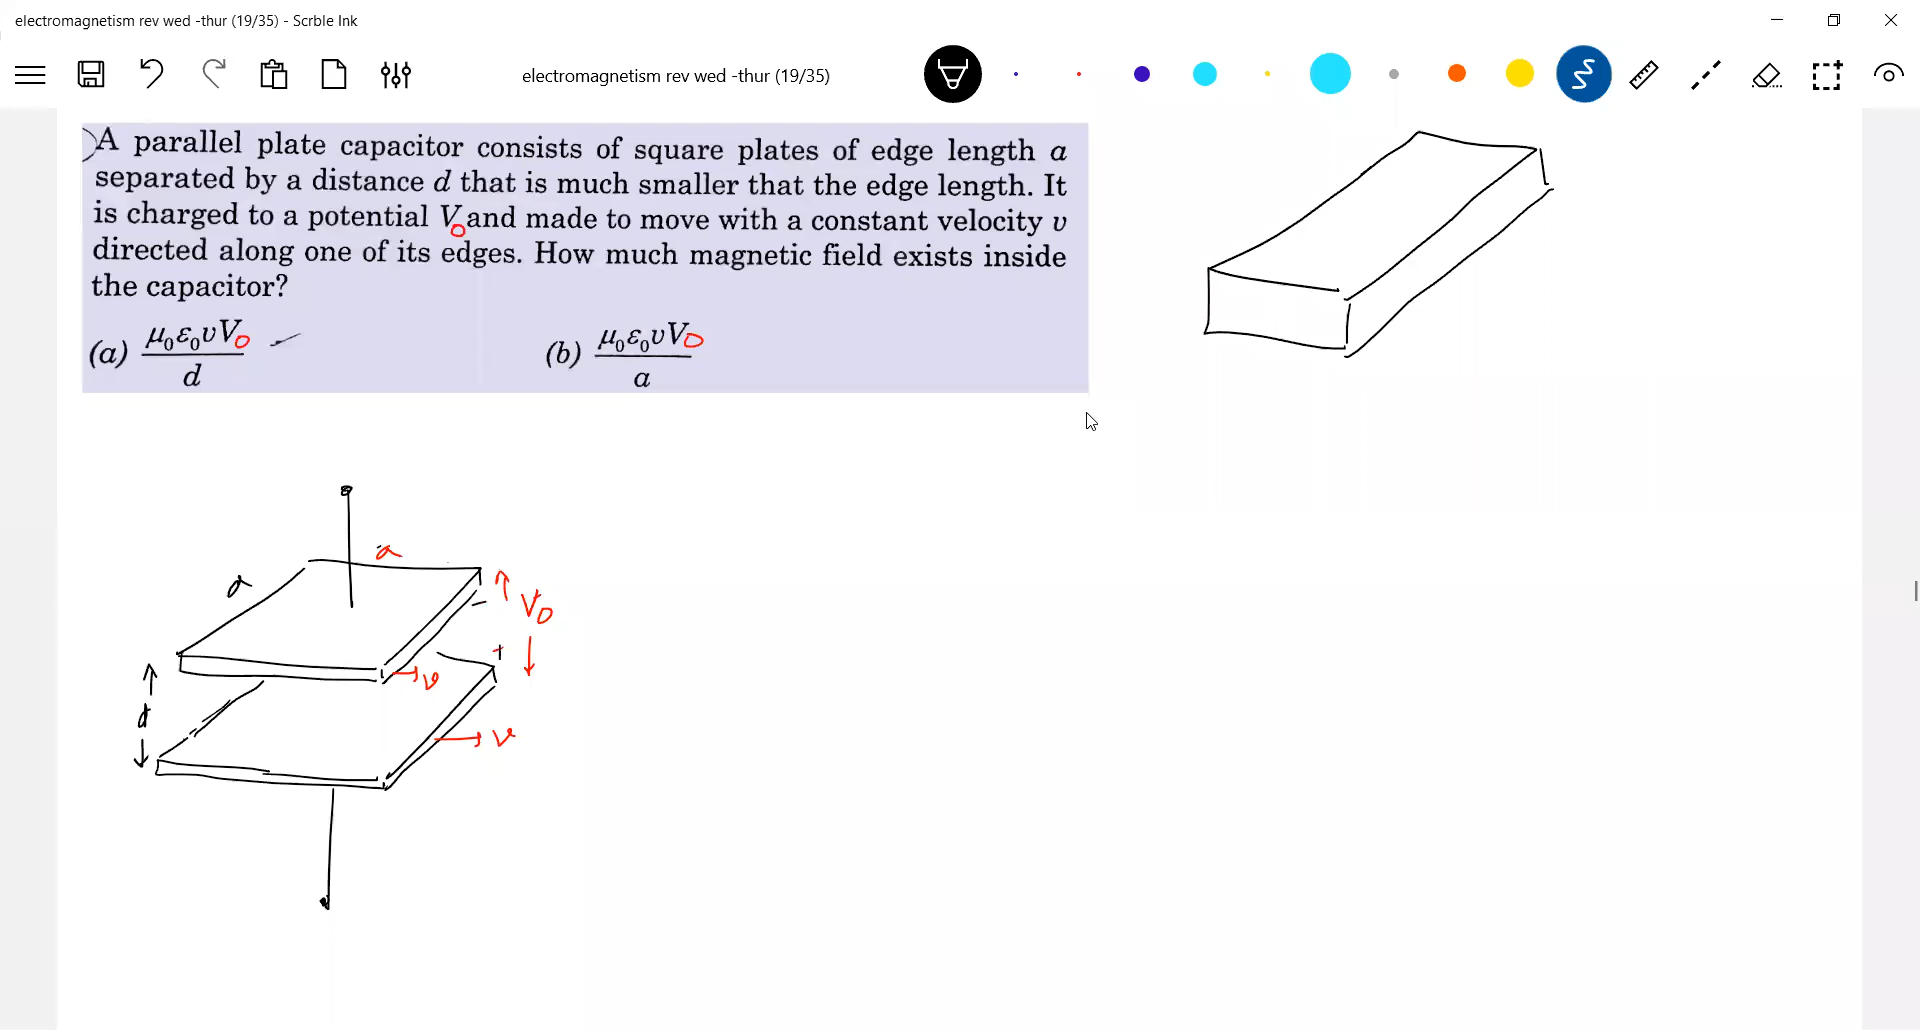 electromagnetism rev wed -thur (19/35) - Scrble Ink
electromagnetism rev wed -thur (19/35)
A parallel plate capacitor consists of square plates of edge length a
separated by a distance d that is much smaller that the edge length. It
is charged to a potential V₀ and made to move with a constant velocity υ
directed along one of its edges. How much magnetic field exists inside
the capacitor?
(a) μ₀ε₀υV₀ / d
(b) μ₀ε₀υV₀ / a
a
a
V₀
+
v
d
v